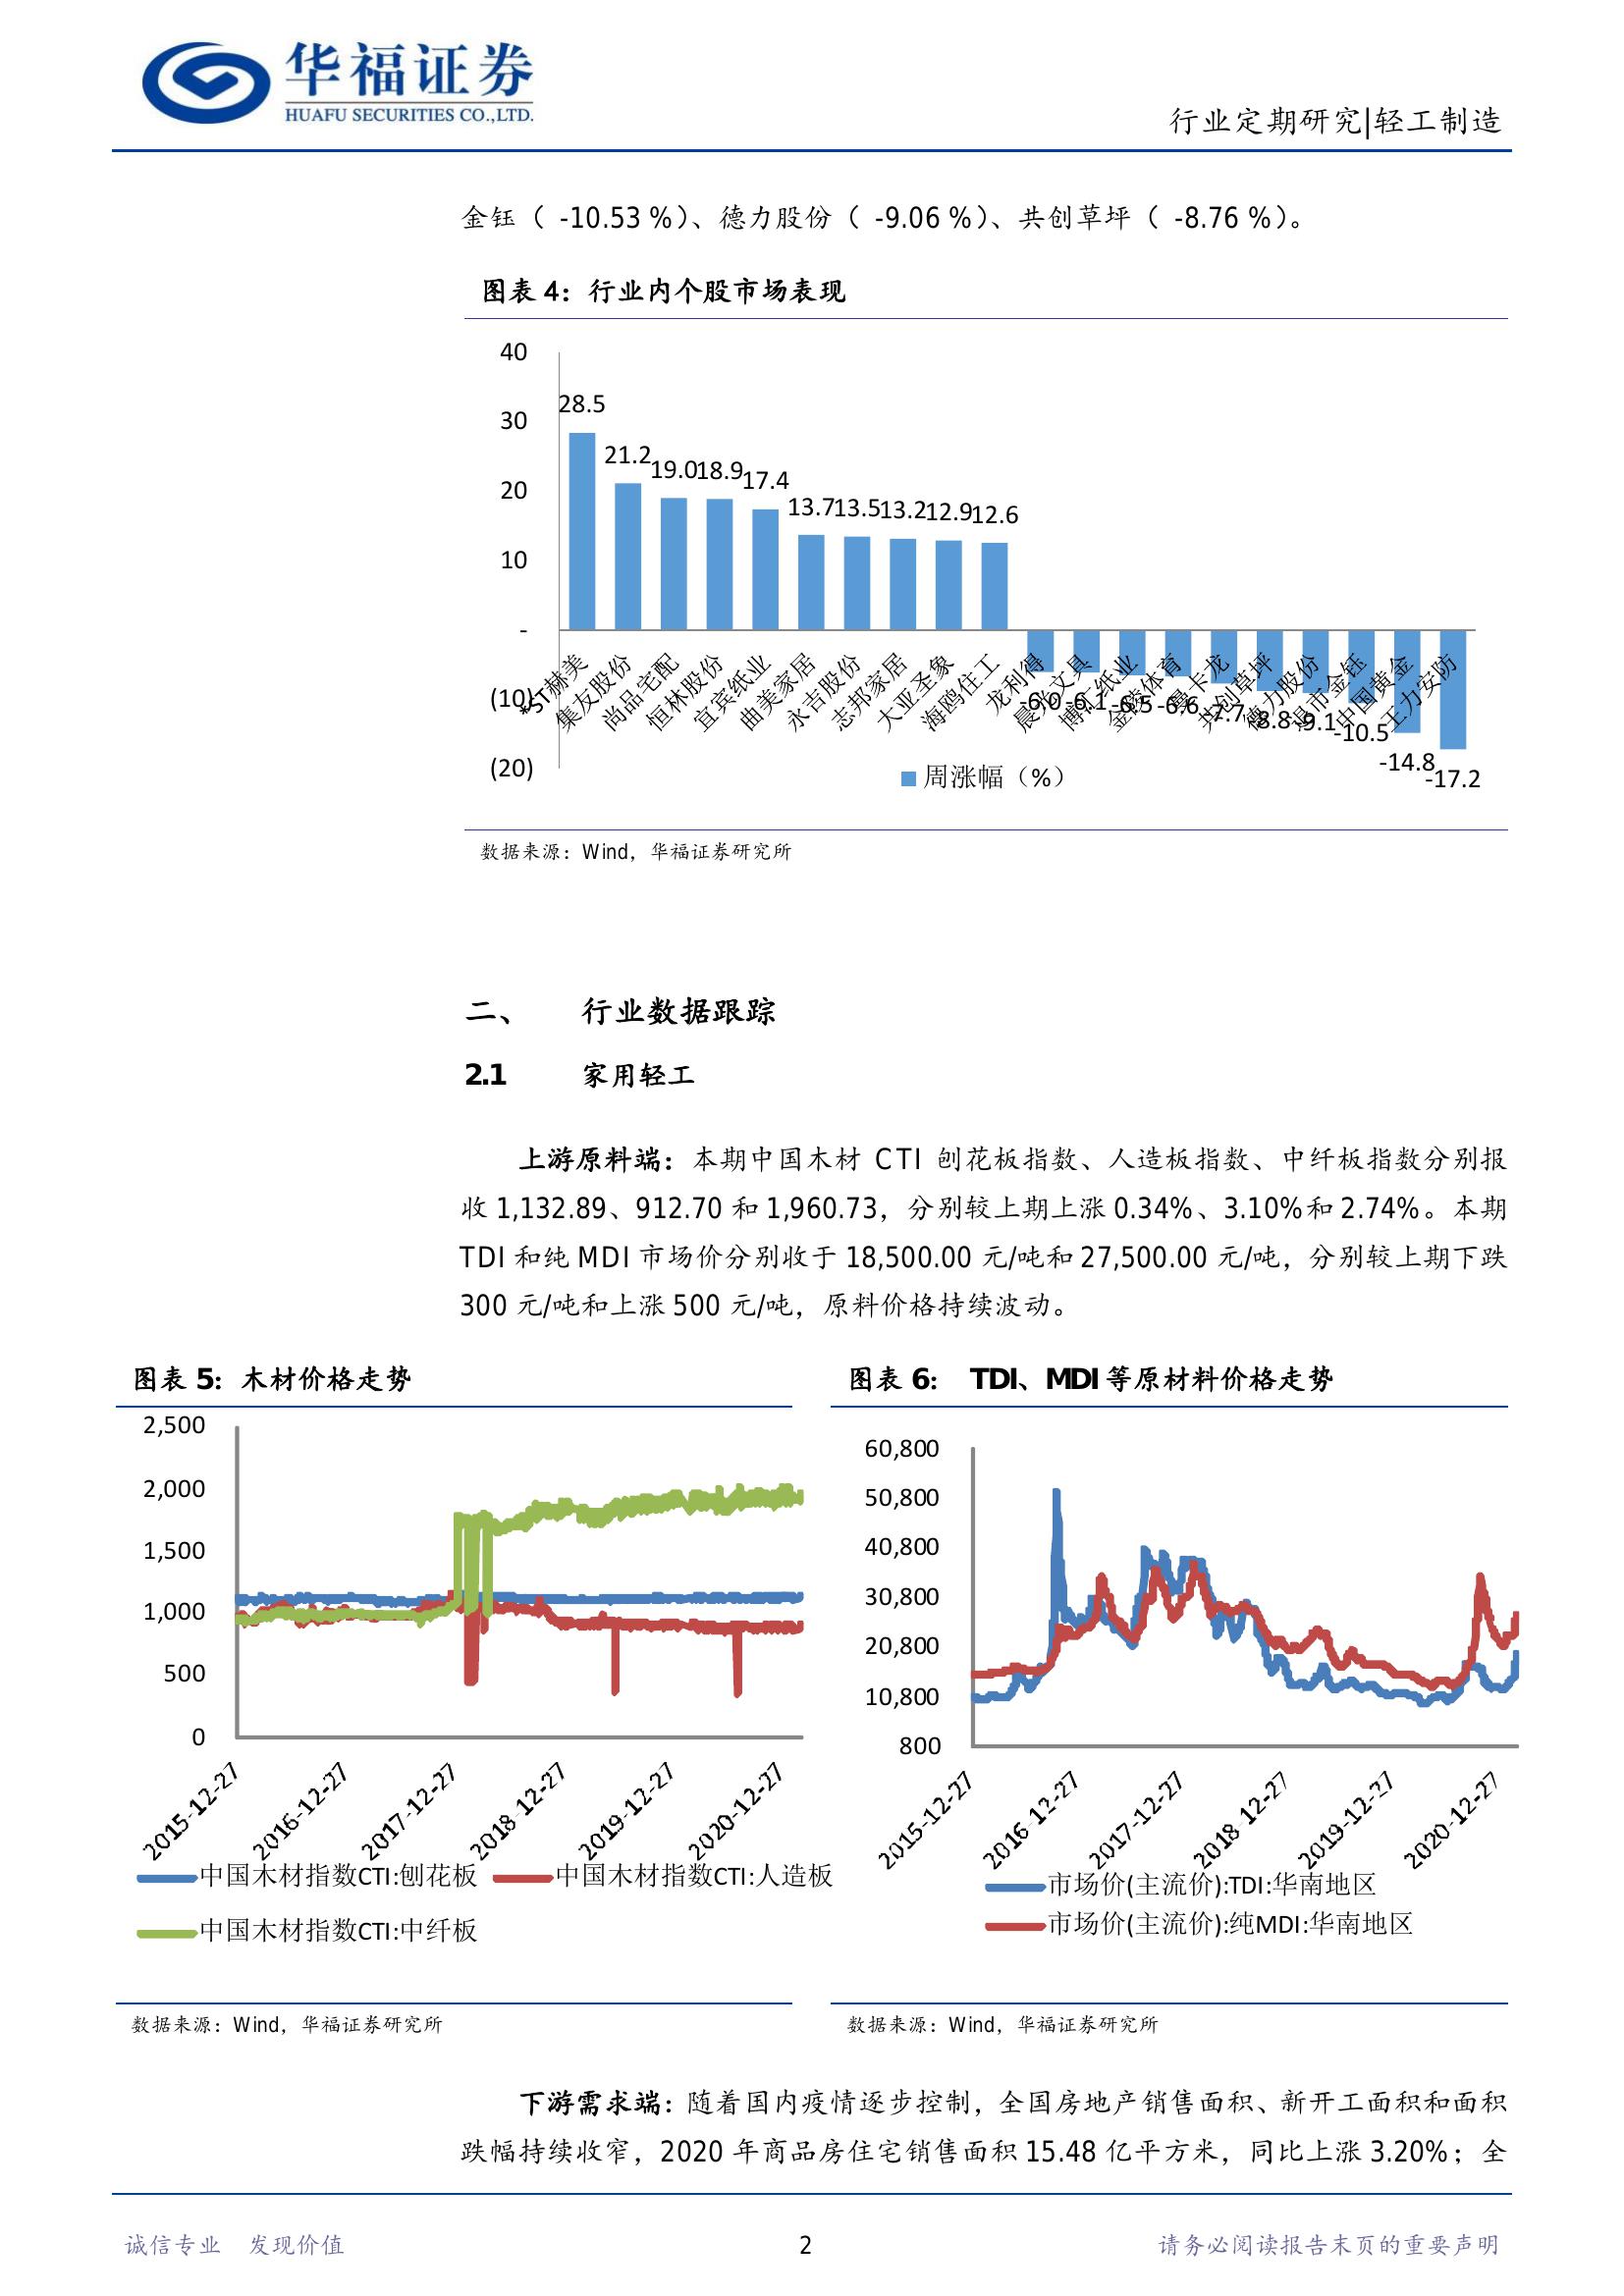 华福证券
HUAFU SECURITIES CO.,LTD.
行业定期研究|轻工制造
金钰（ -10.53 %）、德力股份（ -9.06 %）、共创草坪（ -8.76 %）。
图表 4：行业内个股市场表现
40
30
20
10
-
(10)
(20)
28.5
21.2
19.0
18.9
17.4
13.7
13.5
13.2
12.9
12.6
-6.0
-6.1
-6.5
-6.6
-7.7
-8.8
-9.1
-10.5
-14.8
-17.2
*ST赫美
集友股份
尚品宅配
恒林股份
宜宾纸业
曲美家居
永吉股份
志邦家居
大亚圣象
海鸥住工
龙利得
晨光文具
博汇纸业
金陵体育
曼卡龙
共创草坪
德力股份
退市金钰
中国黄金
王力安防
周涨幅（%）
数据来源：Wind，华福证券研究所
二、 行业数据跟踪
2.1 家用轻工
上游原料端：本期中国木材 CTI 刨花板指数、人造板指数、中纤板指数分别报
收 1,132.89、912.70 和 1,960.73，分别较上期上涨 0.34%、3.10%和 2.74%。本期
TDI 和纯 MDI 市场价分别收于 18,500.00 元/吨和 27,500.00 元/吨，分别较上期下跌
300 元/吨和上涨 500 元/吨，原料价格持续波动。
图表 5：木材价格走势
2,500
2,000
1,500
1,000
500
0
2015-12-27
2016-12-27
2017-12-27
2018-12-27
2019-12-27
2020-12-27
中国木材指数CTI:刨花板
中国木材指数CTI:人造板
中国木材指数CTI:中纤板
数据来源：Wind，华福证券研究所
图表 6： TDI、MDI 等原材料价格走势
60,800
50,800
40,800
30,800
20,800
10,800
800
2015-12-27
2016-12-27
2017-12-27
2018-12-27
2019-12-27
2020-12-27
市场价(主流价):TDI:华南地区
市场价(主流价):纯MDI:华南地区
数据来源：Wind，华福证券研究所
下游需求端：随着国内疫情逐步控制，全国房地产销售面积、新开工面积和面积
跌幅持续收窄，2020 年商品房住宅销售面积 15.48 亿平方米，同比上涨 3.20%；全
诚信专业 发现价值
2
请务必阅读报告末页的重要声明